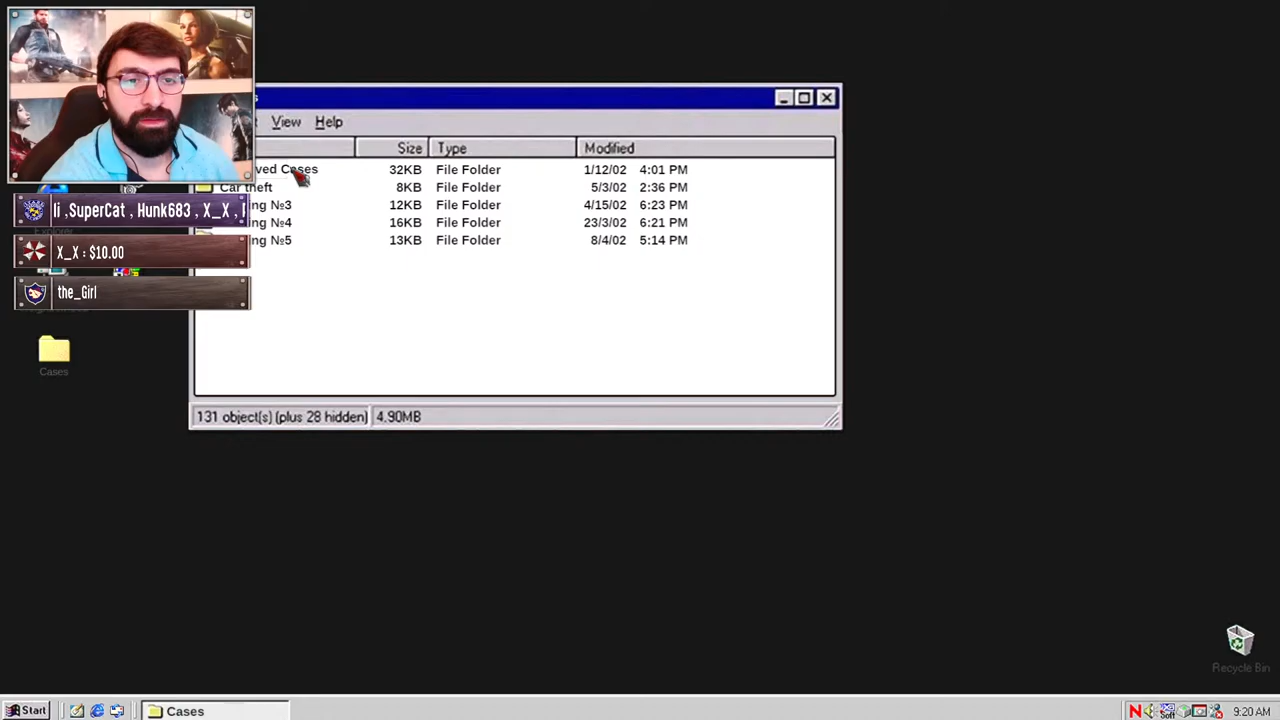 View Help
Size Type Modified
ved Cases 32KB File Folder 1/12/02 4:01 PM
Car theft 8KB File Folder 5/3/02 2:36 PM
ng №3 12KB File Folder 4/15/02 6:23 PM
ng №4 16KB File Folder 23/3/02 6:21 PM
ng №5 13KB File Folder 8/4/02 5:14 PM
li ,SuperCat , Hunk683 , X_X ,
X_X : $10.00
the_Girl
Cases
131 object(s) (plus 28 hidden) 4.90MB
Recycle Bin
Start
Cases
9:20 AM